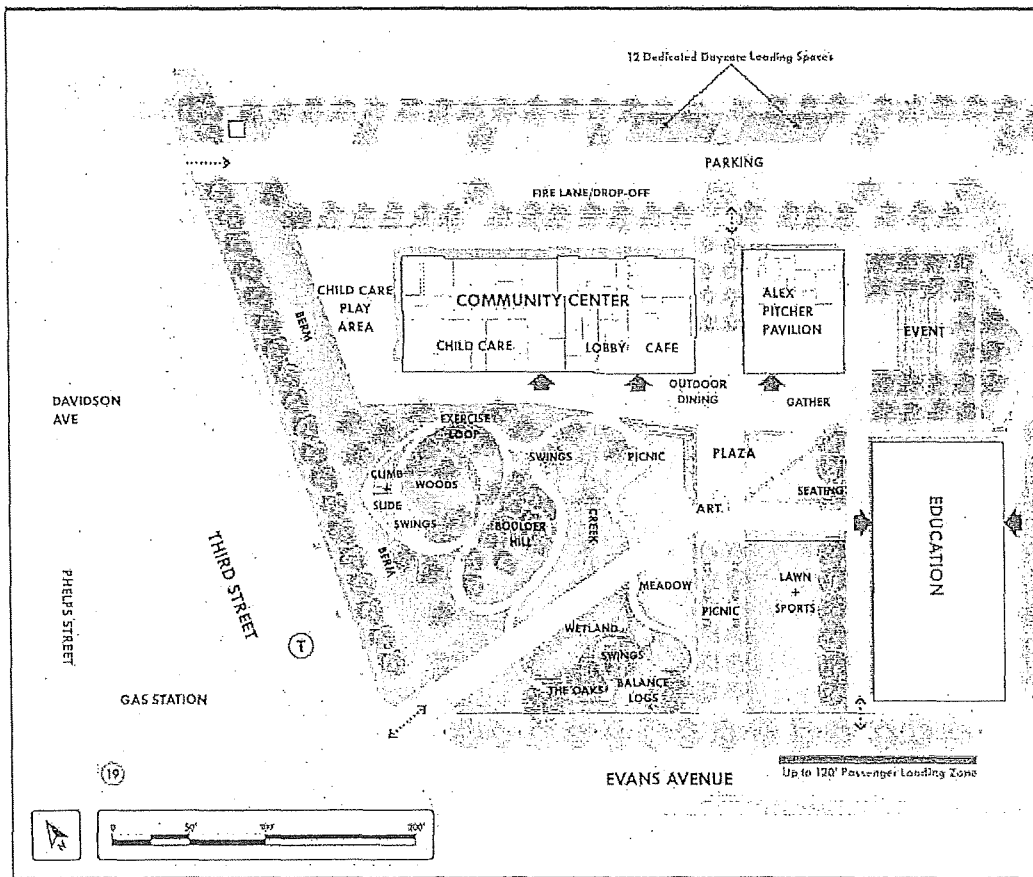 12 Dedicated Daycare Loading Spaces
PARKING
FIRE LANE/DROP-OFF
CHILD CARE
PLAY
AREA
COMMUNITY CENTER
CHILD CARE
LOBBY
CAFE
ALEX
PITCHER
PAVILION
EVENT
BERM
OUTDOOR
DINING
GATHER
DAVIDSON
AVE
EXERCISE
LOOP
SWINGS
PICNIC
PLAZA
CLIMB
+
SLIDE
WOODS
SWINGS
BOULDER
HILL
CREEK
ART
SEATING
EDUCATION
BERM
THIRD STREET
PHELPS STREET
MEADOW
PICNIC
LAWN
+
SPORTS
WETLAND
SWINGS
THE OAKS
BALANCE
LOGS
T
GAS STATION
19
EVANS AVENUE
Up to 120' Passenger Loading Zone
N
0 50' 100' 200'